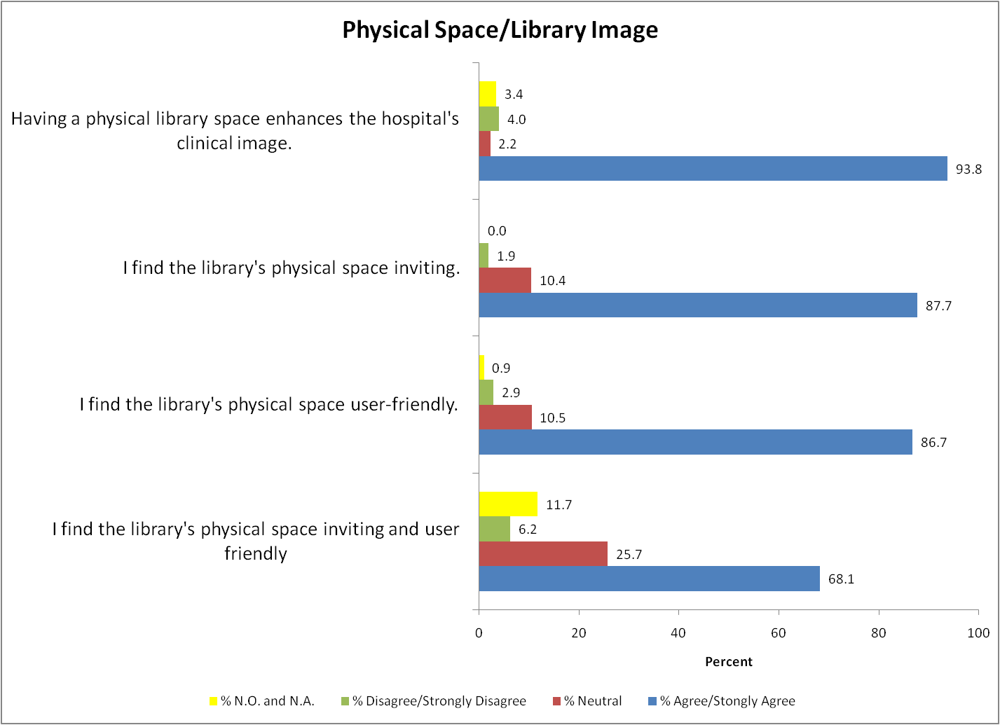 Physical Space/Library Image
Having a physical library space enhances the hospital's
clinical image.
3.4
4.0
2.2
93.8
I find the library's physical space inviting.
0.0
1.9
10.4
87.7
I find the library's physical space user-friendly.
0.9
2.9
10.5
86.7
I find the library's physical space inviting and user
friendly
11.7
6.2
25.7
68.1
0 20 40 60 80 100
Percent
% N.O. and N.A. % Disagree/Strongly Disagree % Neutral % Agree/Stongly Agree